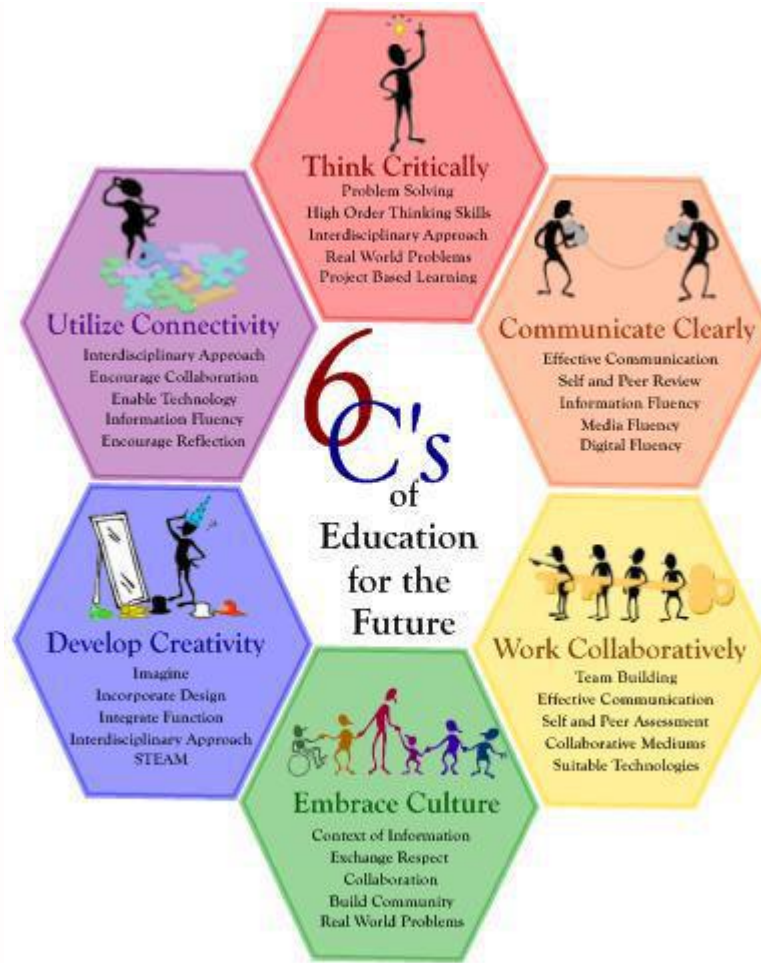 Think Critically
Problem Solving
High Order Thinking Skills
Interdisciplinary Approach
Real World Problems
Project Based Learning
Utilize Connectivity
Interdisciplinary Approach
Encourage Collaboration
Enable Technology
Information Fluency
Encourage Reflection
Communicate Clearly
Effective Communication
Self and Peer Review
Information Fluency
Media Fluency
Digital Fluency
6 C's
of
Education
for the
Future
Develop Creativity
Imagine
Incorporate Design
Integrate Function
Interdisciplinary Approach
STEAM
Work Collaboratively
Team Building
Effective Communication
Self and Peer Assessment
Collaborative Mediums
Suitable Technologies
Embrace Culture
Context of Information
Exchange Respect
Collaboration
Build Community
Real World Problems